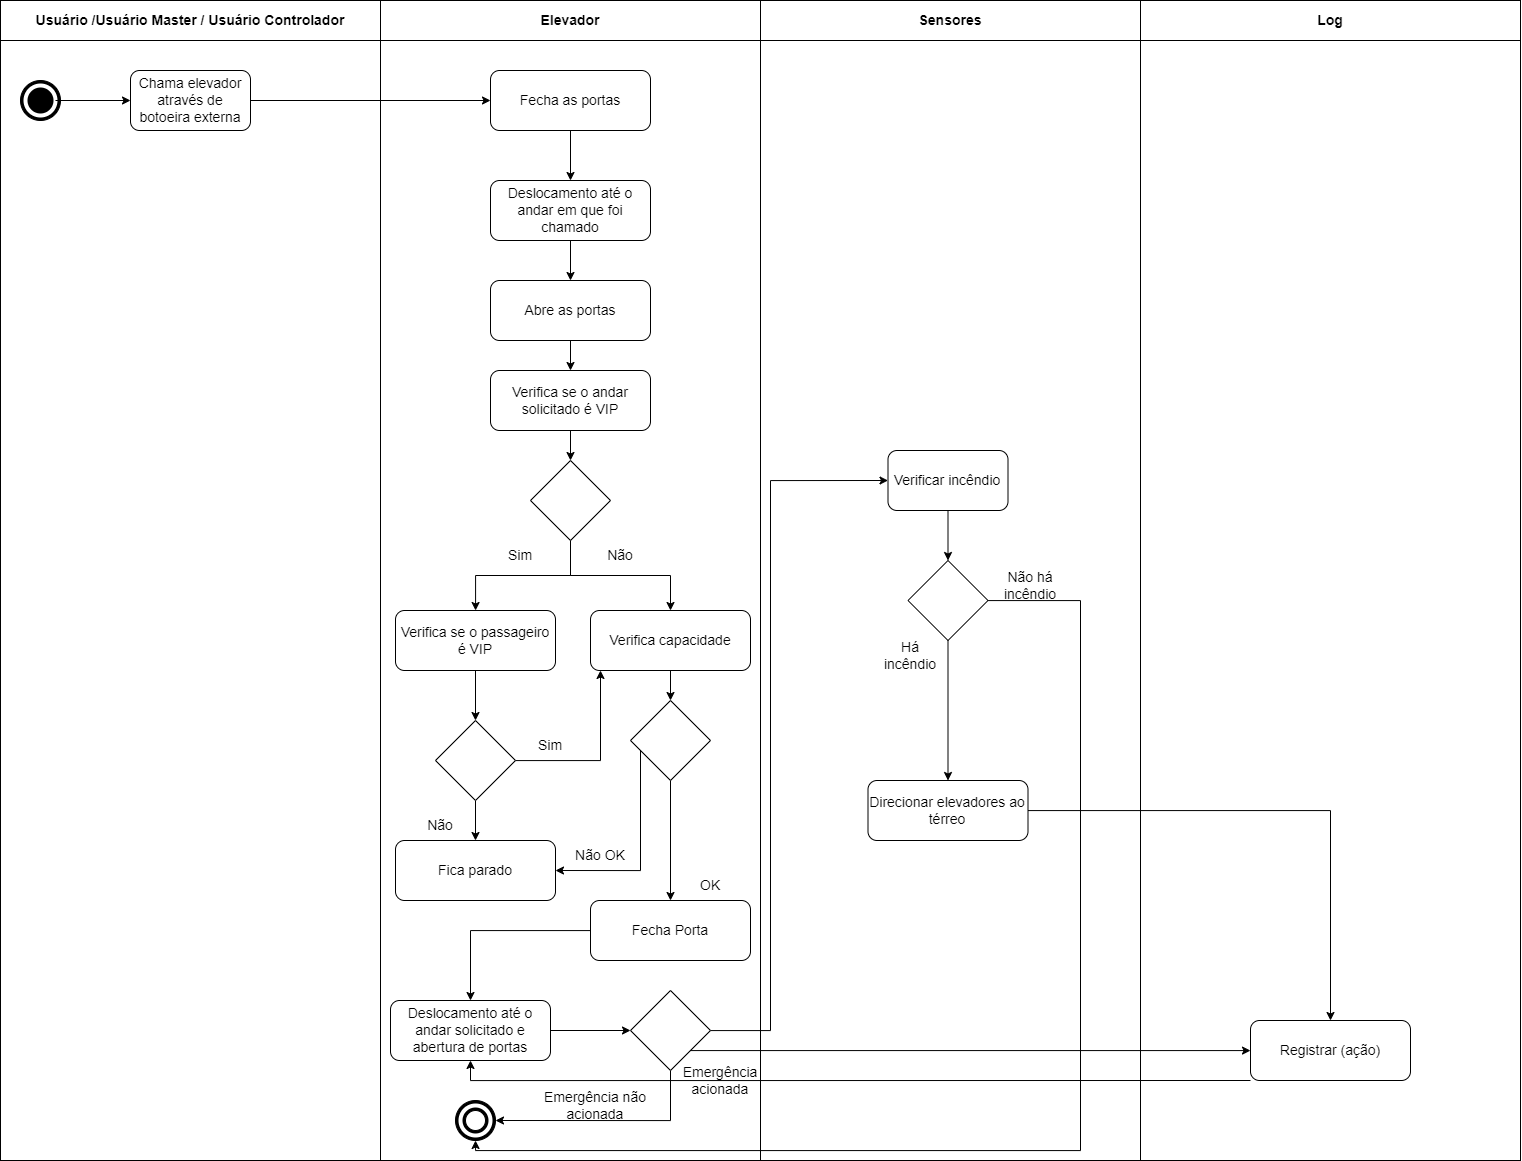 Usuário /Usuário Master / Usuário Controlador
Elevador
Sensores
Log
Chama elevador
através de
botoeira externa
Fecha as portas
Deslocamento até o
andar em que foi
chamado
Abre as portas
Verifica se o andar
solicitado é VIP
Sim
Não
Verifica se o passageiro
é VIP
Verifica capacidade
Sim
Não
Fica parado
Não OK
OK
Fecha Porta
Deslocamento até o
andar solicitado e
abertura de portas
Emergência
acionada
Emergência não
acionada
Verificar incêndio
Não há
incêndio
Há
incêndio
Direcionar elevadores ao
térreo
Registrar (ação)